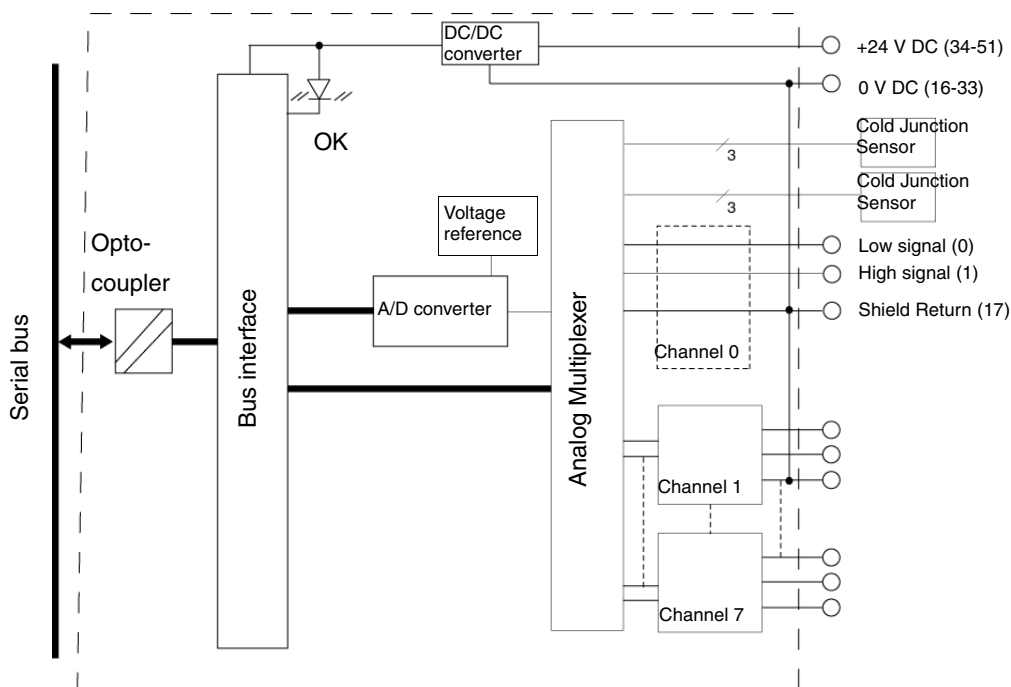 DC/DC
converter
+24 V DC (34-51)
0 V DC (16-33)
OK
Cold Junction
Sensor
3
Cold Junction
Sensor
3
Voltage
reference
Opto-
coupler
Low signal (0)
High signal (1)
A/D converter
Shield Return (17)
Serial bus
Bus interface
Analog Multiplexer
Channel 0
Channel 1
Channel 7